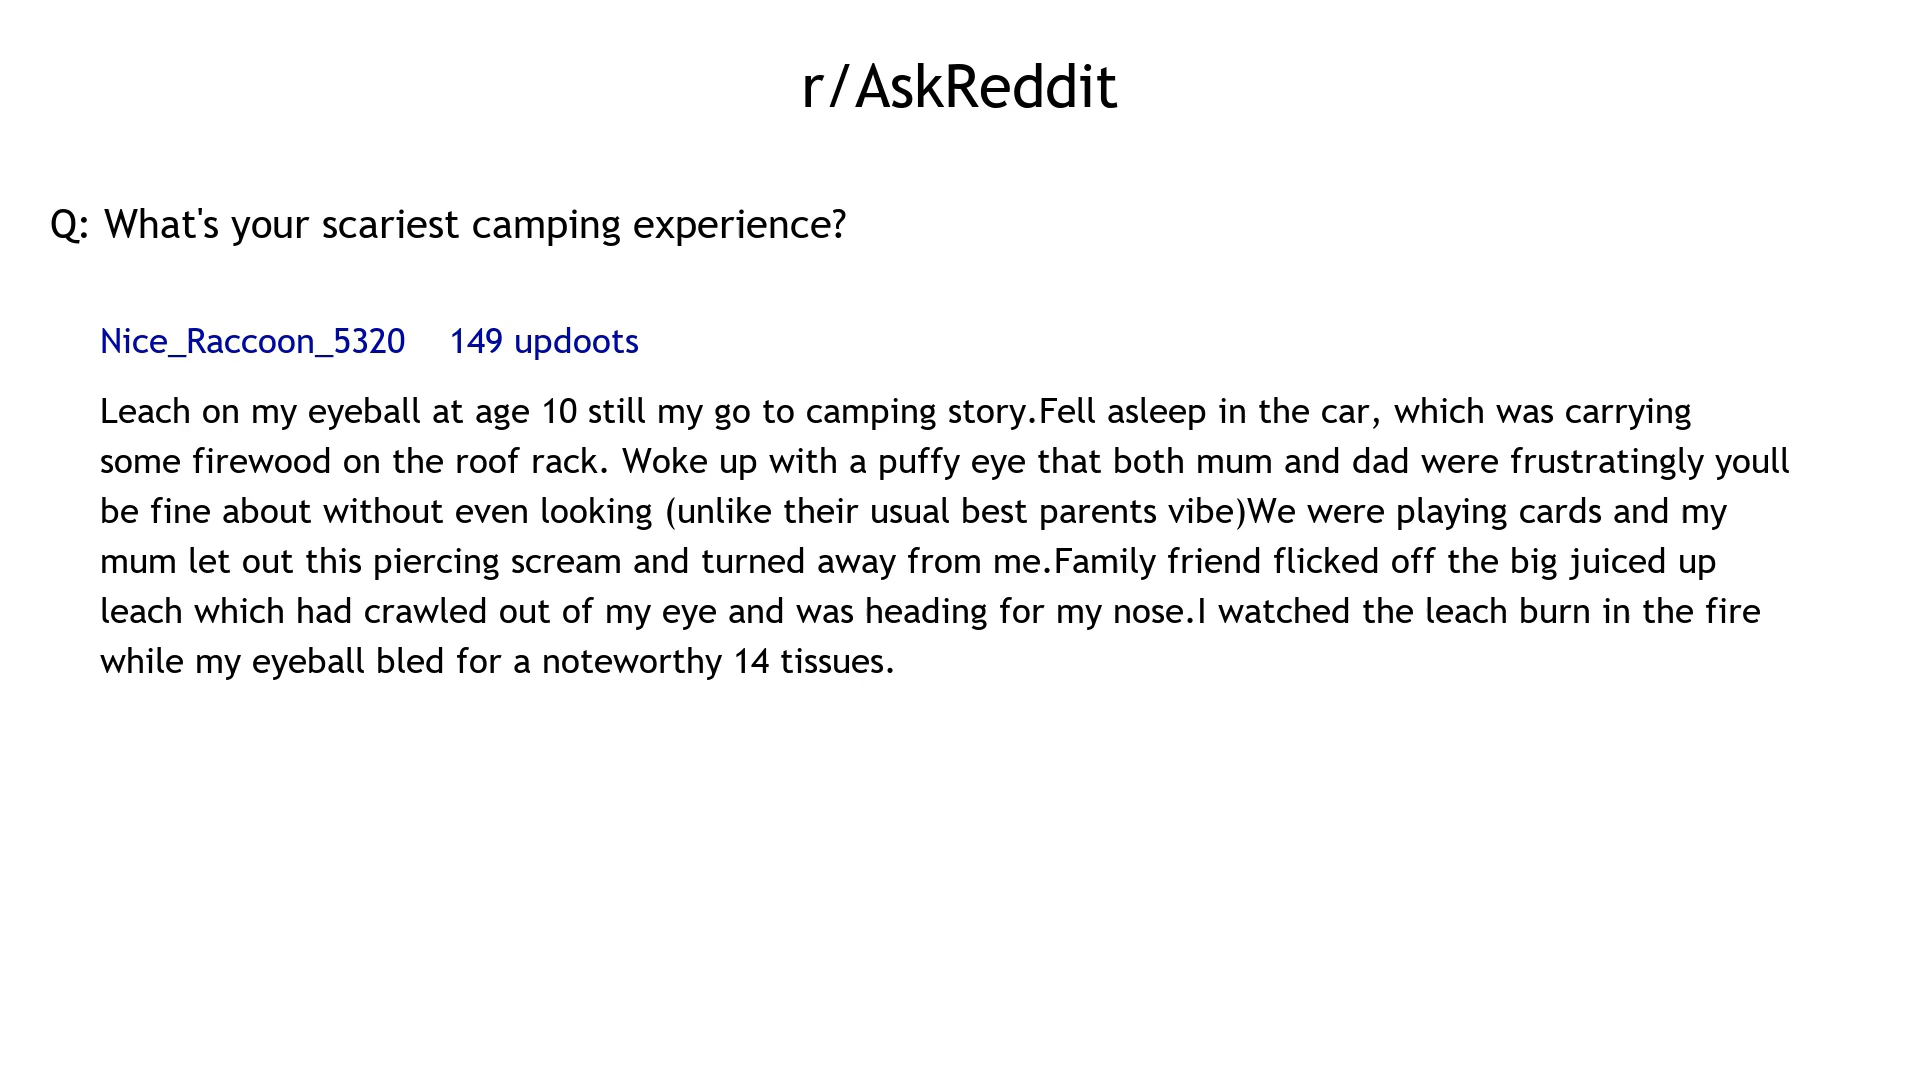 r/AskReddit
Q: What's your scariest camping experience?
Nice_Raccoon_5320 149 updoots
Leach on my eyeball at age 10 still my go to camping story.Fell asleep in the car, which was carrying
some firewood on the roof rack. Woke up with a puffy eye that both mum and dad were frustratingly youll
be fine about without even looking (unlike their usual best parents vibe)We were playing cards and my
mum let out this piercing scream and turned away from me.Family friend flicked off the big juiced up
leach which had crawled out of my eye and was heading for my nose.I watched the leach burn in the fire
while my eyeball bled for a noteworthy 14 tissues.